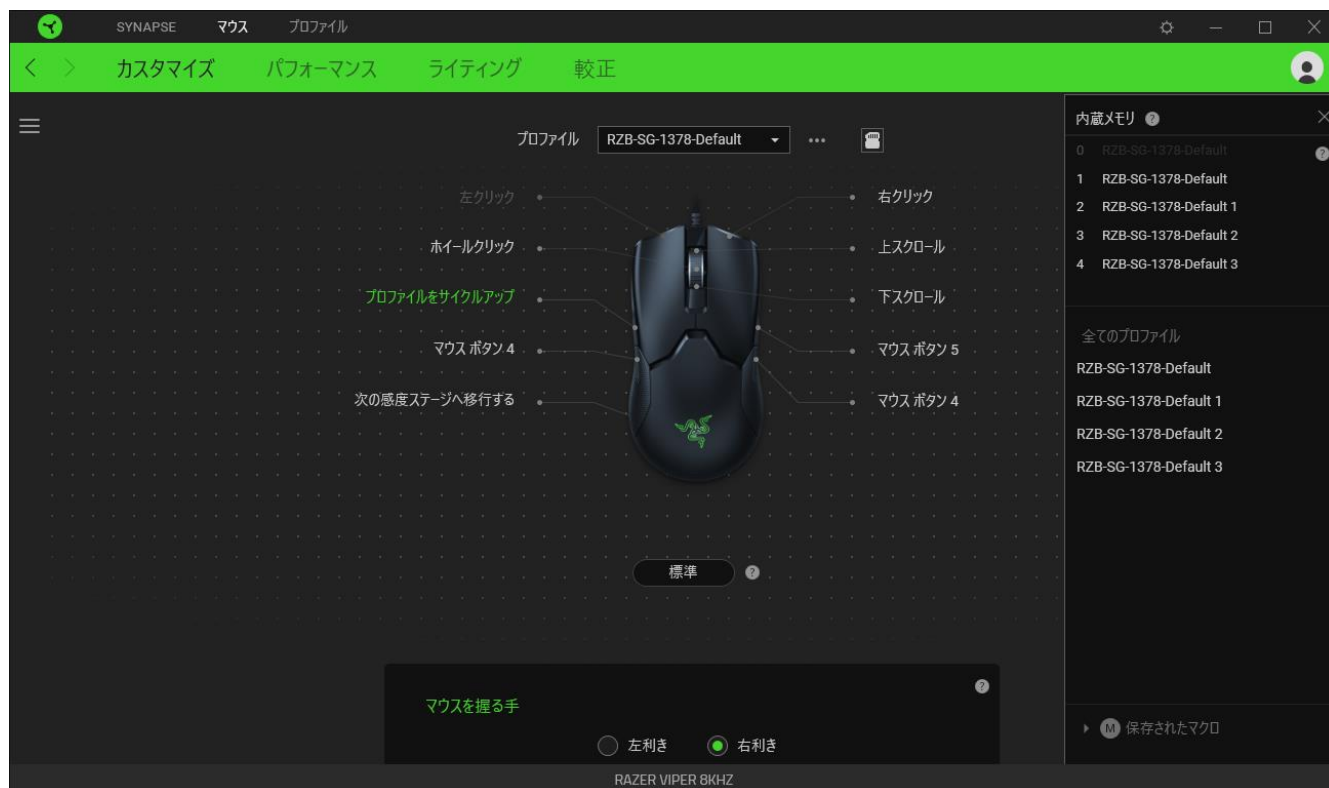 SYNAPSE マウス プロファイル
カスタマイズ パフォーマンス ライティング 較正
プロファイル RZB-SG-1378-Default
左クリック
ホイールクリック
プロファイルをサイクルアップ
マウス ボタン 4
次の感度ステージへ移行する
右クリック
上スクロール
下スクロール
マウス ボタン 5
マウス ボタン 4
標準
マウスを握る手
左利き 右利き
内蔵メモリ
0 RZB-SG-1378-Default
1 RZB-SG-1378-Default
2 RZB-SG-1378-Default 1
3 RZB-SG-1378-Default 2
4 RZB-SG-1378-Default 3
全てのプロファイル
RZB-SG-1378-Default
RZB-SG-1378-Default 1
RZB-SG-1378-Default 2
RZB-SG-1378-Default 3
M 保存されたマクロ
RAZER VIPER 8KHZ